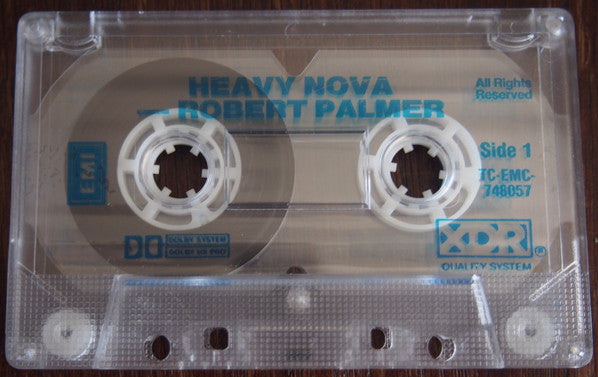 HEAVY NOVA
— ROBERT PALMER
All Rights
Reserved
EMI
Side 1
TC-EMC-
748057
DOLBY SYSTEM
DOLBY HX PRO
XDR®
QUALITY SYSTEM